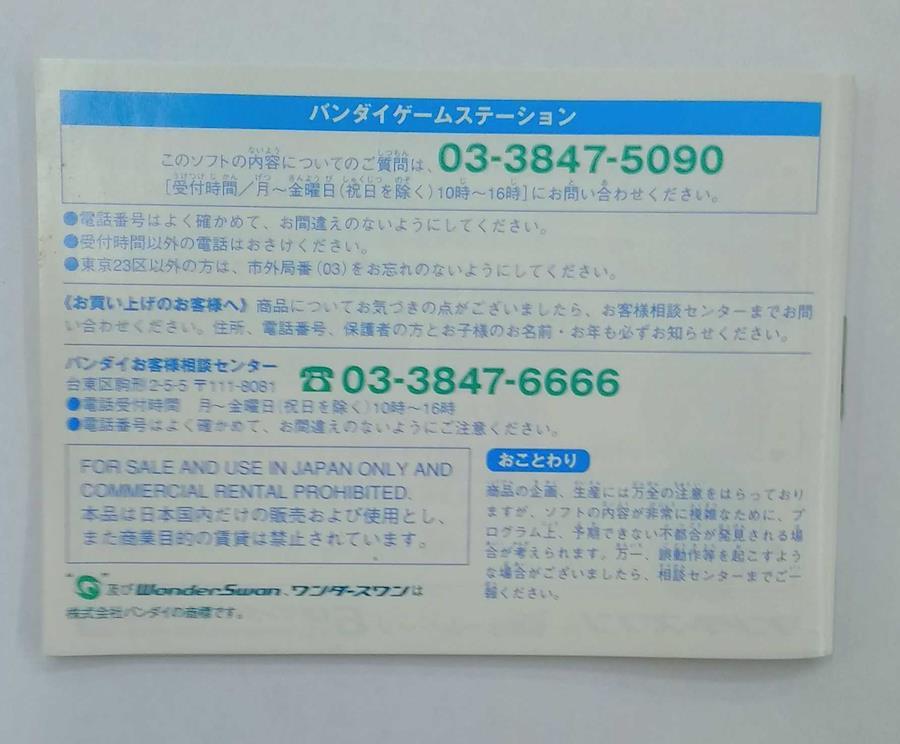 バンダイゲームステーション
このソフトの内容についてのご質問は、03-3847-5090
[受付時間/月~金曜日(祝日を除く)10時~16時]にお問い合わせください。
●電話番号はよく確かめて、お間違えのないようにしてください。
●受付時間以外の電話はおさけください。
●東京23区以外の方は、市外局番(03)をお忘れのないようにしてください。
《お買い上げのお客様へ》商品についてお気づきの点がございましたら、お客様相談センターまでお問
い合わせください。住所、電話番号、保護者の方とお子様のお名前・お年も必ずお知らせください。
バンダイお客様相談センター
台東区駒形2-5-5 〒111-8081 ☎03-3847-6666
●電話受付時間 月~金曜日(祝日を除く)10時~16時
●電話番号はよく確かめて、お間違えのないようにご注意ください。
FOR SALE AND USE IN JAPAN ONLY AND
COMMERCIAL RENTAL PROHIBITED.
本品は日本国内だけの販売および使用とし、
また商業目的の賃貸は禁止されています。
及びWonderSwan、ワンダースワンは
株式会社バンダイの商標です。
おことわり
商品の企画、生産には万全の注意をはらっており
ますが、ソフトの内容が非常に複雑なために、プ
ログラム上、予期できない不都合が発見される場
合が考えられます。万一、誤動作等を起こすよう
な場合がございましたら、相談センターまでご一
報ください。